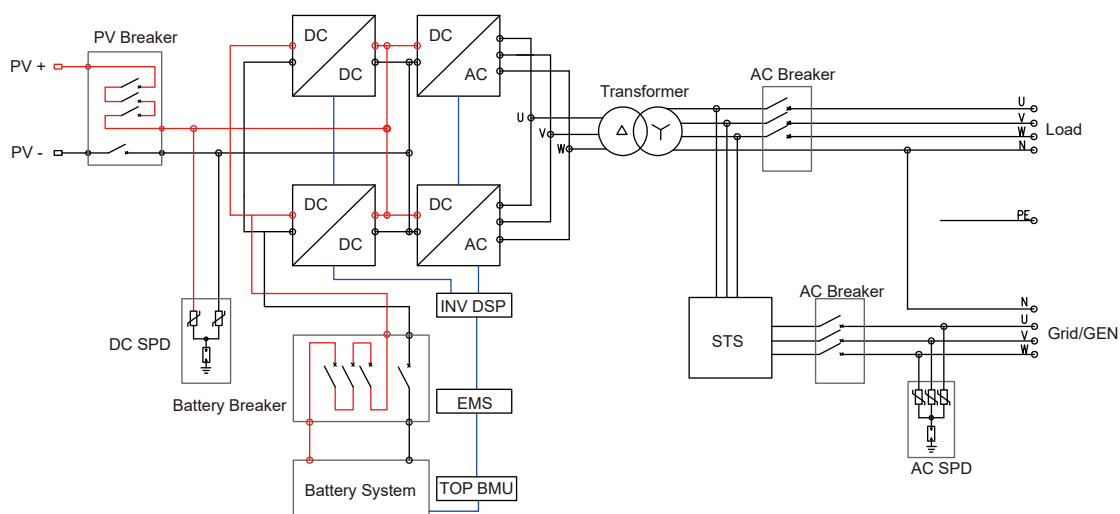 PV Breaker
PV +
PV -
DC
DC
DC
AC
DC
DC
DC
AC
U
V
W
Transformer
AC Breaker
U
V
W
N
Load
PE
DC SPD
INV DSP
Battery Breaker
EMS
Battery System
TOP BMU
STS
AC Breaker
N
U
V
W
Grid/GEN
AC SPD